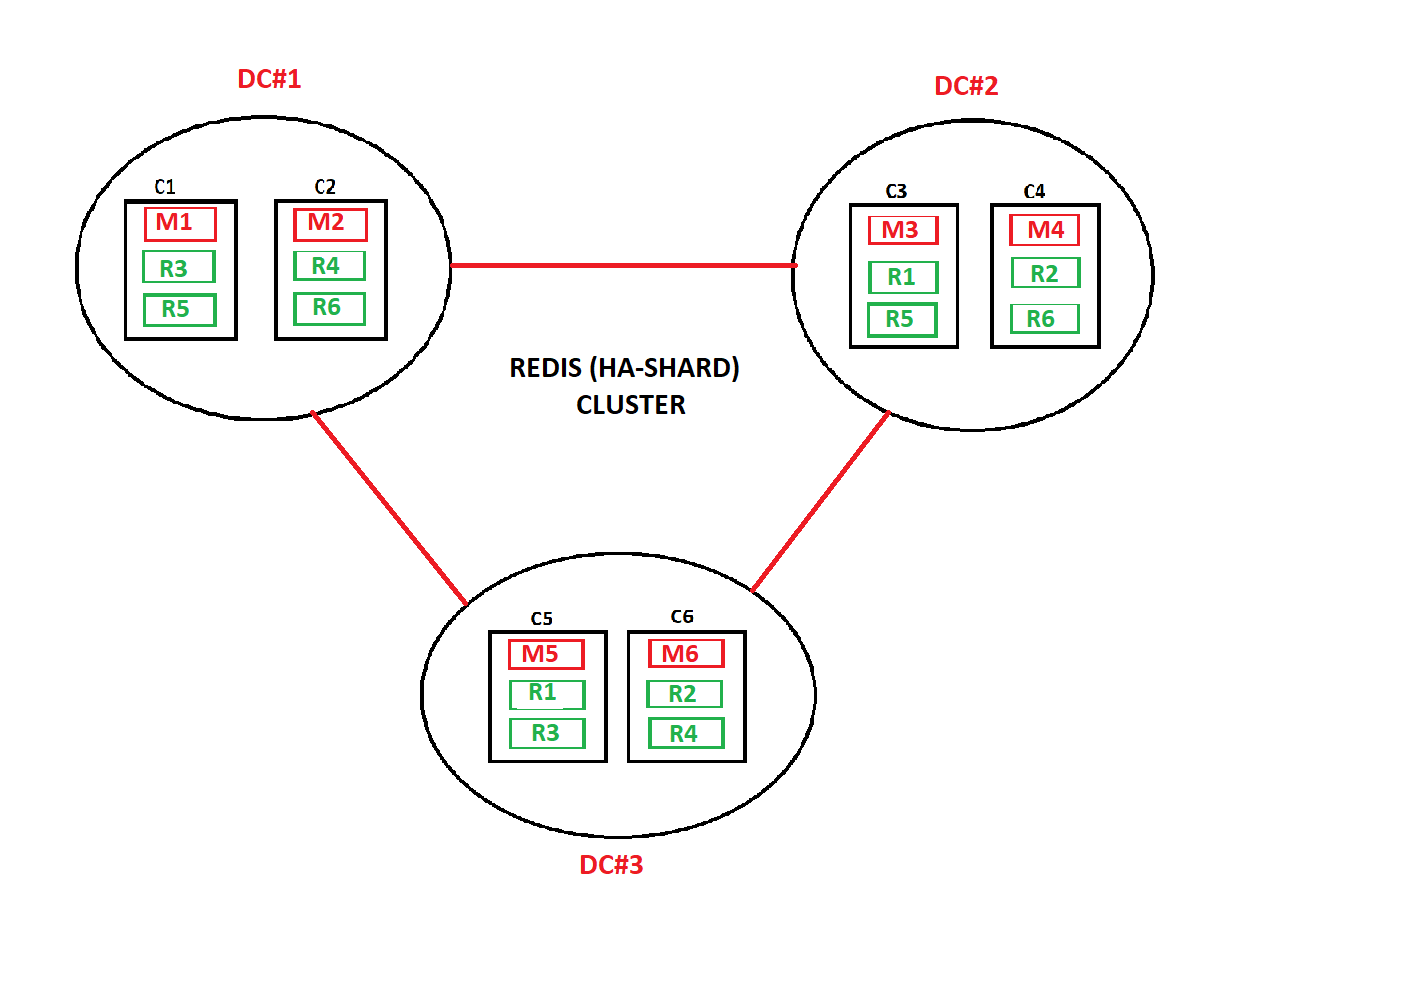 DC#1
C1
M1
R3
R5
C2
M2
R4
R6
DC#2
C3
M3
R1
R5
C4
M4
R2
R6
REDIS (HA-SHARD)
CLUSTER
C5
M5
R1
R3
C6
M6
R2
R4
DC#3